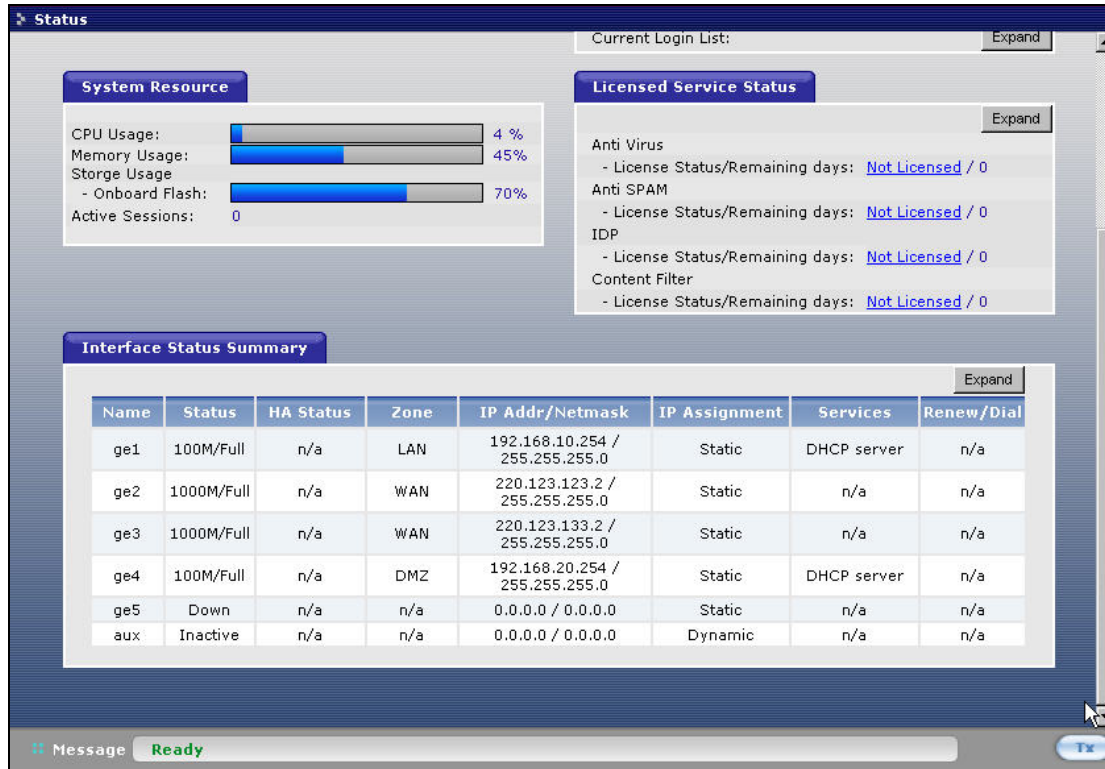 Status
Current Login List: Expand
System Resource
CPU Usage: 4 %
Memory Usage: 45%
Storge Usage
- Onboard Flash: 70%
Active Sessions: 0
Licensed Service Status
Expand
Anti Virus
- License Status/Remaining days: Not Licensed / 0
Anti SPAM
- License Status/Remaining days: Not Licensed / 0
IDP
- License Status/Remaining days: Not Licensed / 0
Content Filter
- License Status/Remaining days: Not Licensed / 0
Interface Status Summary
Expand
Name Status HA Status Zone IP Addr/Netmask IP Assignment Services Renew/Dial
ge1 100M/Full n/a LAN 192.168.10.254 / 255.255.255.0 Static DHCP server n/a
ge2 1000M/Full n/a WAN 220.123.123.2 / 255.255.255.0 Static n/a n/a
ge3 1000M/Full n/a WAN 220.123.133.2 / 255.255.255.0 Static n/a n/a
ge4 100M/Full n/a DMZ 192.168.20.254 / 255.255.255.0 Static DHCP server n/a
ge5 Down n/a n/a 0.0.0.0 / 0.0.0.0 Static n/a n/a
aux Inactive n/a n/a 0.0.0.0 / 0.0.0.0 Dynamic n/a n/a
Message Ready
Tx